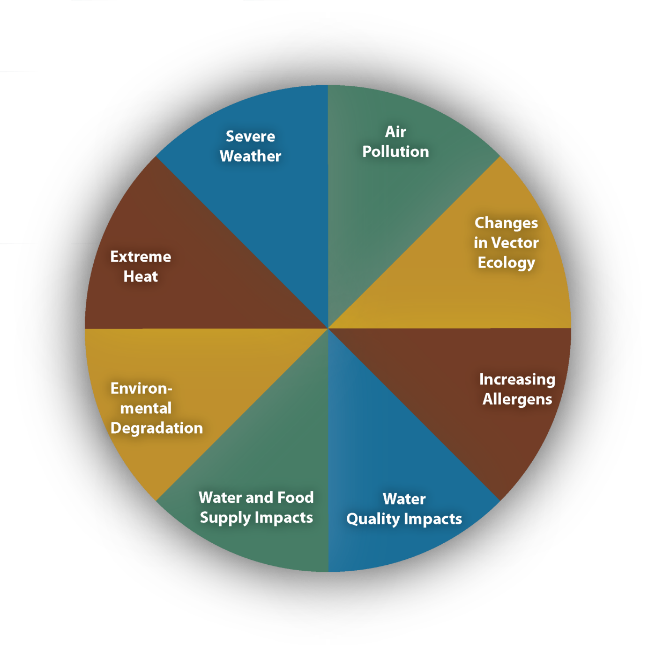 Severe
Weather
Air
Pollution
Changes
in Vector
Ecology
Extreme
Heat
Increasing
Allergens
Environ-
mental
Degradation
Water and Food
Supply Impacts
Water
Quality Impacts